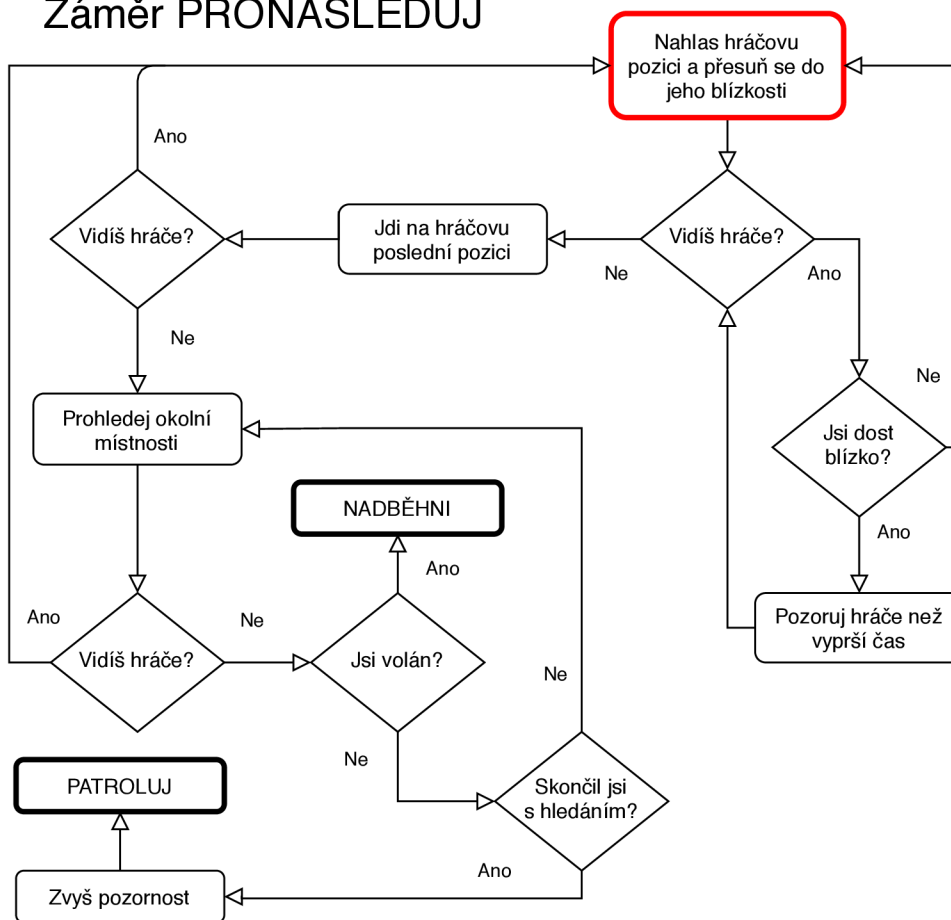 Záměr PRONÁSLEDUJ
Nahlas hráčovu
pozici a přesuň se do
jeho blízkosti
Ano
Vidíš hráče?
Jdi na hráčovu
poslední pozici
Vidíš hráče?
Ne
Ano
Ne
Ne
Prohledej okolní
místnosti
Jsi dost
blízko?
NADBĚHNI
Ano
Ano
Ano
Ne
Pozoruj hráče než
vyprší čas
Vidíš hráče?
Jsi volán?
Ne
Ne
PATROLUJ
Skončil jsi
s hledáním?
Ano
Zvyš pozornost